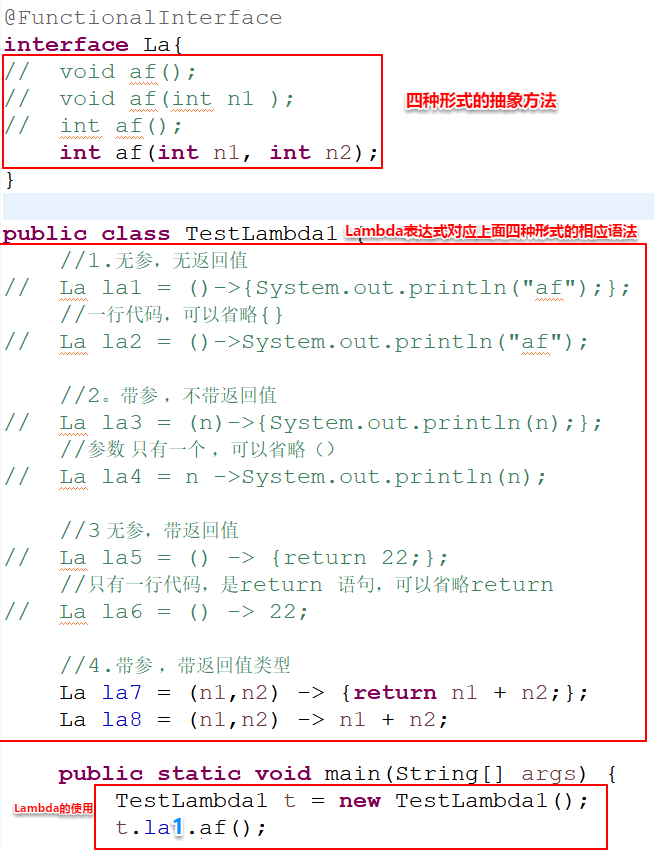 @FunctionalInterface
interface La{
//  void af();
//  void af(int n1 );
//  int af();
    int af(int n1, int n2);
}
四种形式的抽象方法
public class TestLambda1 {
Lambda表达式对应上面四种形式的相应语法
    //1.无参，无返回值
//  La la1 = ()->{System.out.println("af");};
    //一行代码，可以省略{}
//  La la2 = ()->System.out.println("af");
    //2。带参 ，不带返回值
//  La la3 = (n)->{System.out.println(n);};
    //参数 只有一个 ，可以省略（）
//  La la4 = n ->System.out.println(n);
    //3 无参，带返回值
//  La la5 = () -> {return 22;};
    //只有一行代码，是return 语句，可以省略return
//  La la6 = () -> 22;
    //4.带参 ，带返回值类型
    La la7 = (n1,n2) -> {return n1 + n2;};
    La la8 = (n1,n2) -> n1 + n2;
    public static void main(String[] args) {
Lambda的使用
        TestLambda1 t = new TestLambda1();
        t.la1.af();